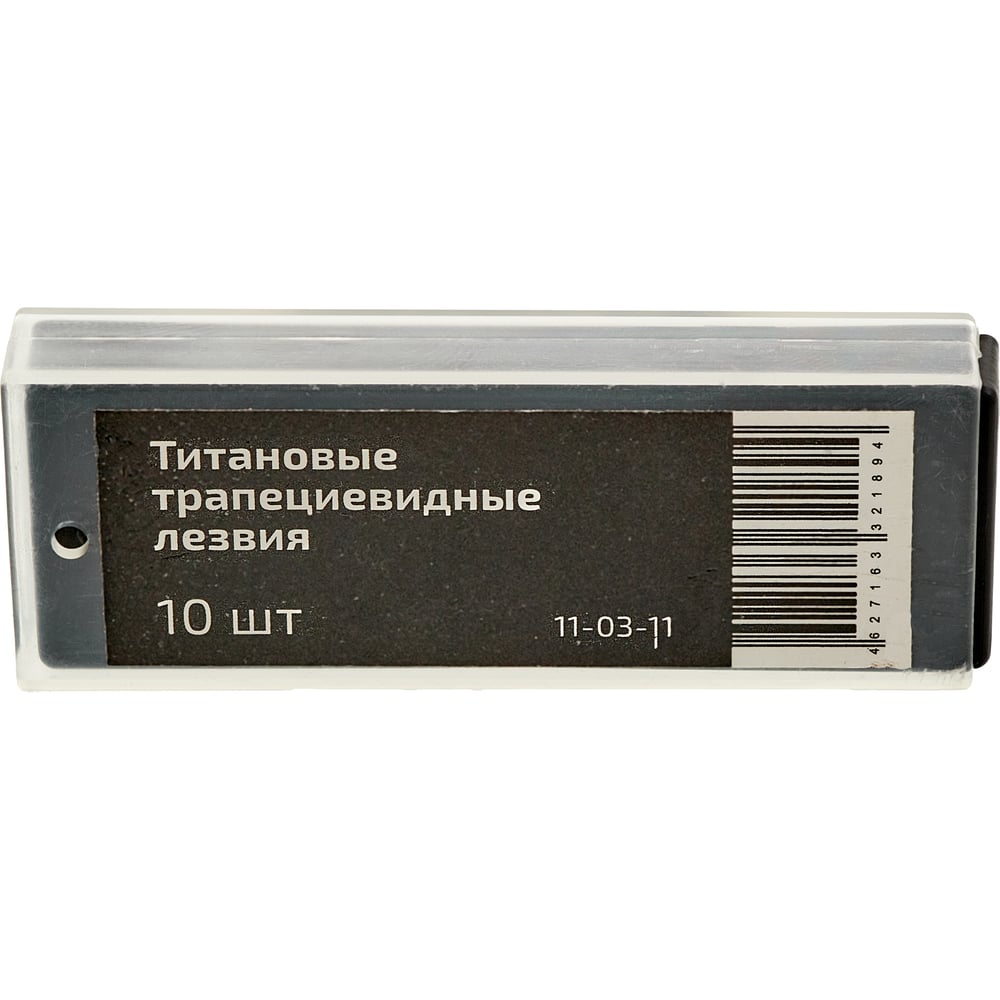 Титановые
трапециевидные
лезвия
10 шт
11-03-11
4627163321894